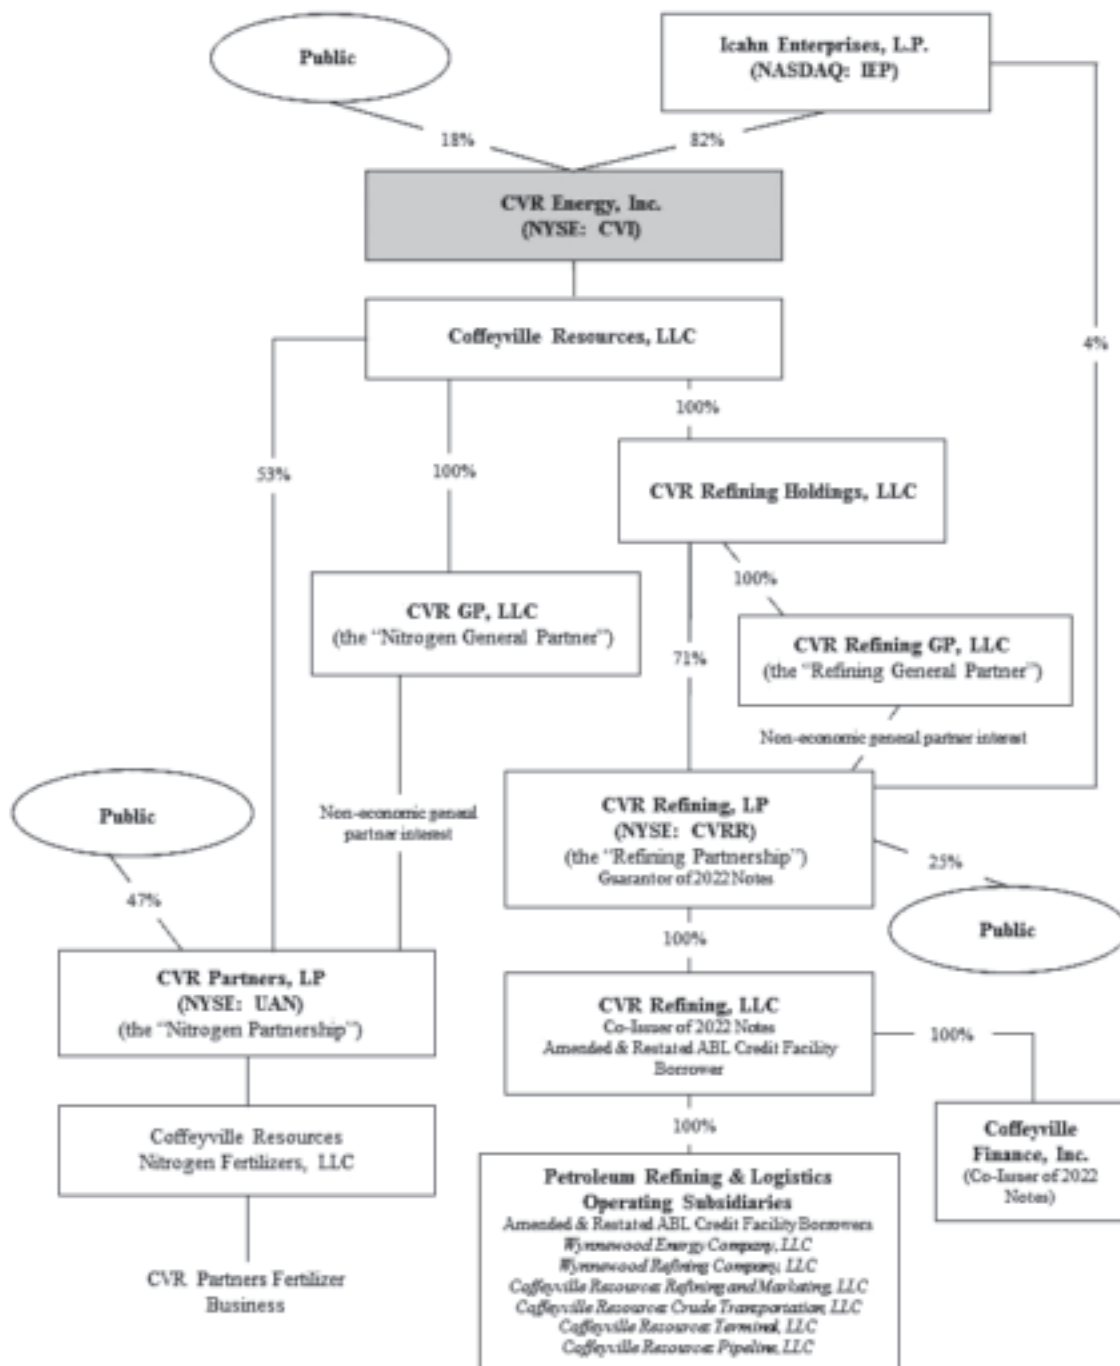 Public
Icahn Enterprises, L.P.
(NASDAQ: IEP)
18%
82%
CVR Energy, Inc.
(NYSE: CVI)
Coffeyville Resources, LLC
4%
100%
53%
100%
CVR Refining Holdings, LLC
100%
CVR GP, LLC
(the “Nitrogen General Partner”)
CVR Refining GP, LLC
(the “Refining General Partner”)
71%
Non-economic general partner interest
Public
Non-economic general
partner interest
CVR Refining, LP
(NYSE: CVRR)
(the “Refining Partnership”)
Guarantor of 2022 Notes
25%
47%
Public
100%
CVR Partners, LP
(NYSE: UAN)
(the “Nitrogen Partnership”)
CVR Refining, LLC
Co-Issuer of 2022 Notes
Amended & Restated ABL Credit Facility
Borrower
100%
Coffeyville Resources
Nitrogen Fertilizers, LLC
100%
Coffeyville
Finance, Inc.
(Co-Issuer of 2022
Notes)
Petroleum Refining & Logistics
Operating Subsidiaries
Amended & Restated ABL Credit Facility Borrowers
Wynnewood Energy Company, LLC
Wynnewood Refining Company, LLC
Coffeyville Resources Refining and Marketing, LLC
Coffeyville Resources Crude Transportation, LLC
Coffeyville Resources Terminal, LLC
Coffeyville Resources Pipeline, LLC
CVR Partners Fertilizer
Business